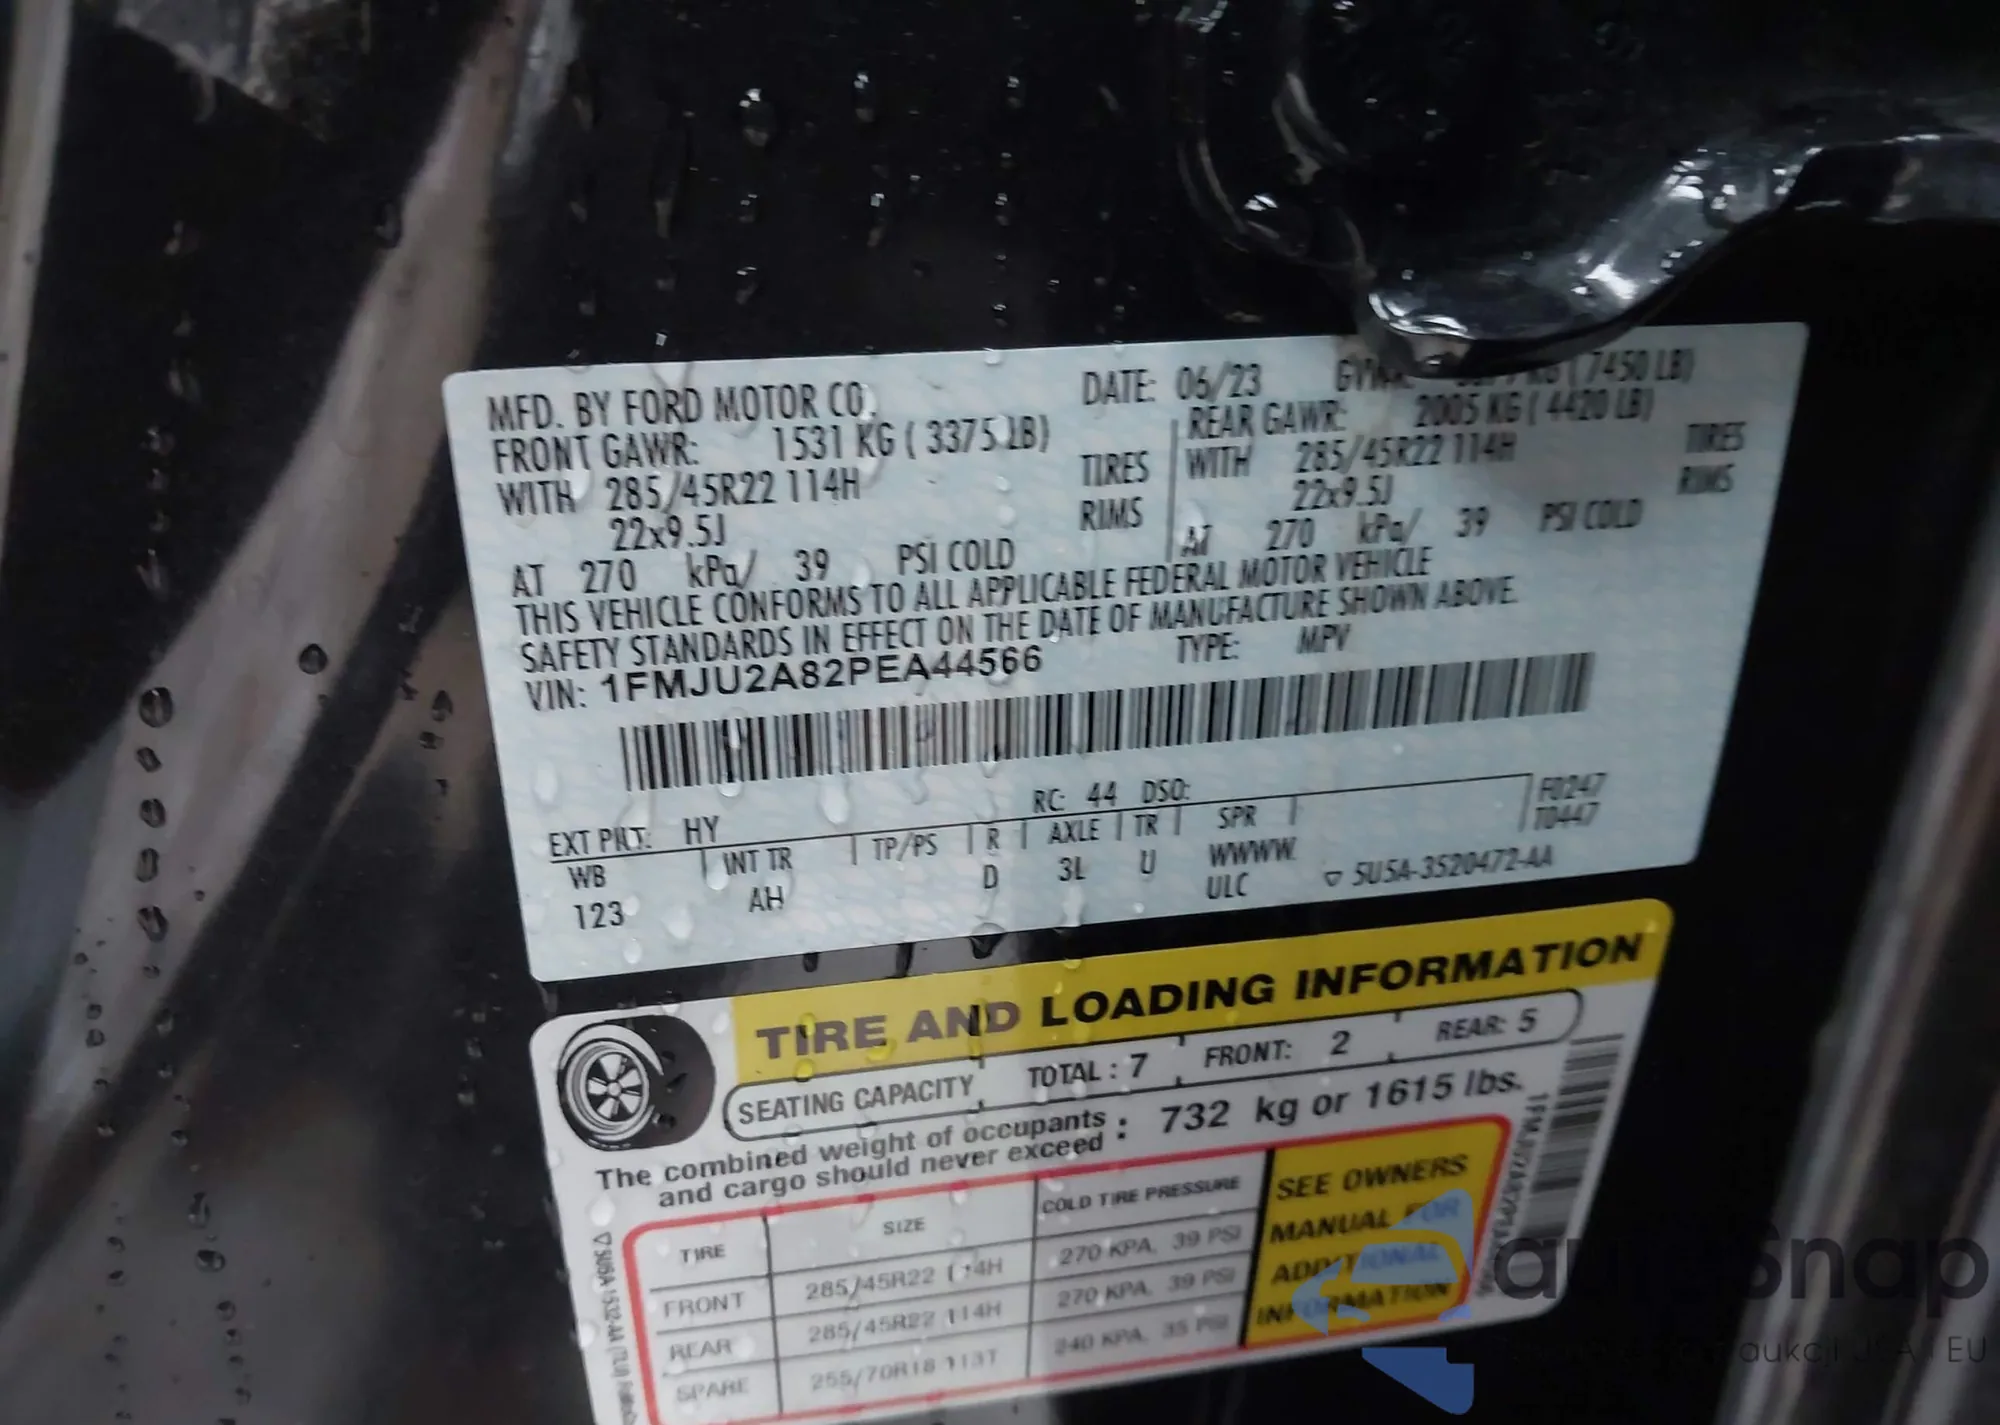 MFD. BY FORD MOTOR CO.
DATE: 06/23
(7450 LB)
FRONT GAWR: 1531 KG ( 3375 LB)
REAR GAWR: 2005 KG ( 4420 LB)
WITH 285/45R22 114H TIRES
WITH 285/45R22 114H TIRES
22x9.5J RIMS
22x9.5J RIMS
AT 270 kPa/ 39 PSI COLD
AT 270 kPa/ 39 PSI COLD
THIS VEHICLE CONFORMS TO ALL APPLICABLE FEDERAL MOTOR VEHICLE
SAFETY STANDARDS IN EFFECT ON THE DATE OF MANUFACTURE SHOWN ABOVE.
VIN: 1FMJU2A82PEA44566
TYPE: MPV
EXT PNT: HY RC: 44 DSO:
F0247
T0447
WB INT TR TP/PS R AXLE TR SPR
123 AH D 3L U WWWW
ULC
5U5A-3520472-AA
TIRE AND LOADING INFORMATION
SEATING CAPACITY TOTAL : 7 FRONT: 2 REAR: 5
The combined weight of occupants
and cargo should never exceed : 732 kg or 1615 lbs.
TIRE SIZE COLD TIRE PRESSURE
FRONT 285/45R22 114H 270 KPA, 39 PSI
REAR 285/45R22 114H 270 KPA, 39 PSI
SPARE 255/70R18 113T 240 KPA, 35 PSI
SEE OWNERS
MANUAL FOR
ADDITIONAL
INFORMATION
aukcji USA i EU